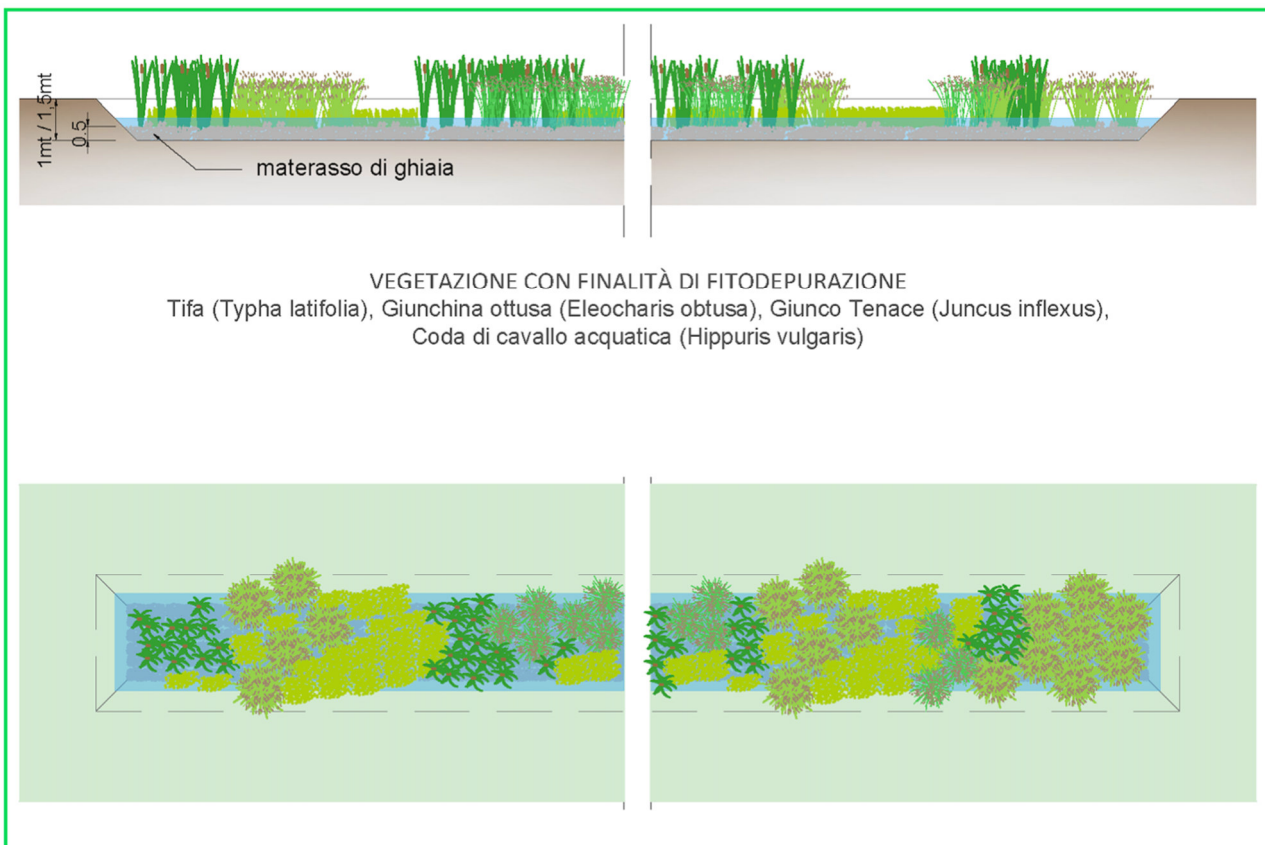 1mt / 1,5mt
0.5
materasso di ghiaia
VEGETAZIONE CON FINALITÀ DI FITODEPURAZIONE
Tifa (Typha latifolia), Giunchina ottusa (Eleocharis obtusa), Giunco Tenace (Juncus inflexus),
Coda di cavallo acquatica (Hippuris vulgaris)